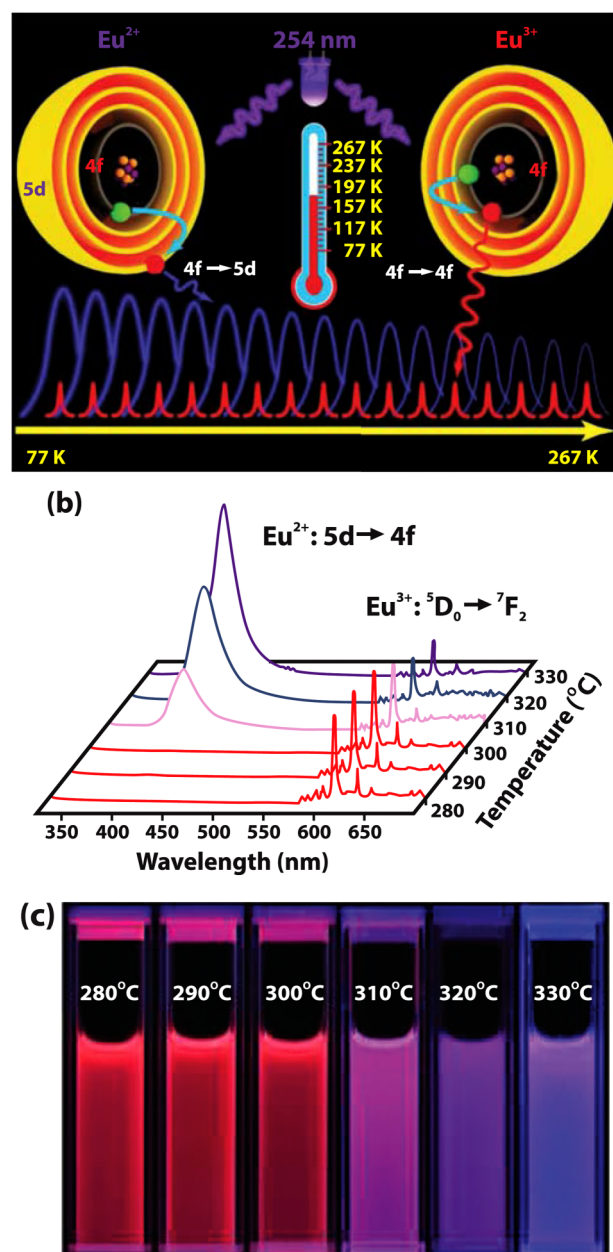 Eu²⁺ 254 nm Eu³⁺
267 K
237 K
197 K
157 K
117 K
77 K
4f
5d
4f
4f → 5d
4f → 4f
77 K 267 K
(b)
Eu²⁺: 5d → 4f
Eu³⁺: ⁵D₀ → ⁷F₂
330
320
310
300
290
280
Temperature (°C)
350 400 450 500 550 600 650
Wavelength (nm)
(c)
280°C 290°C 300°C 310°C 320°C 330°C